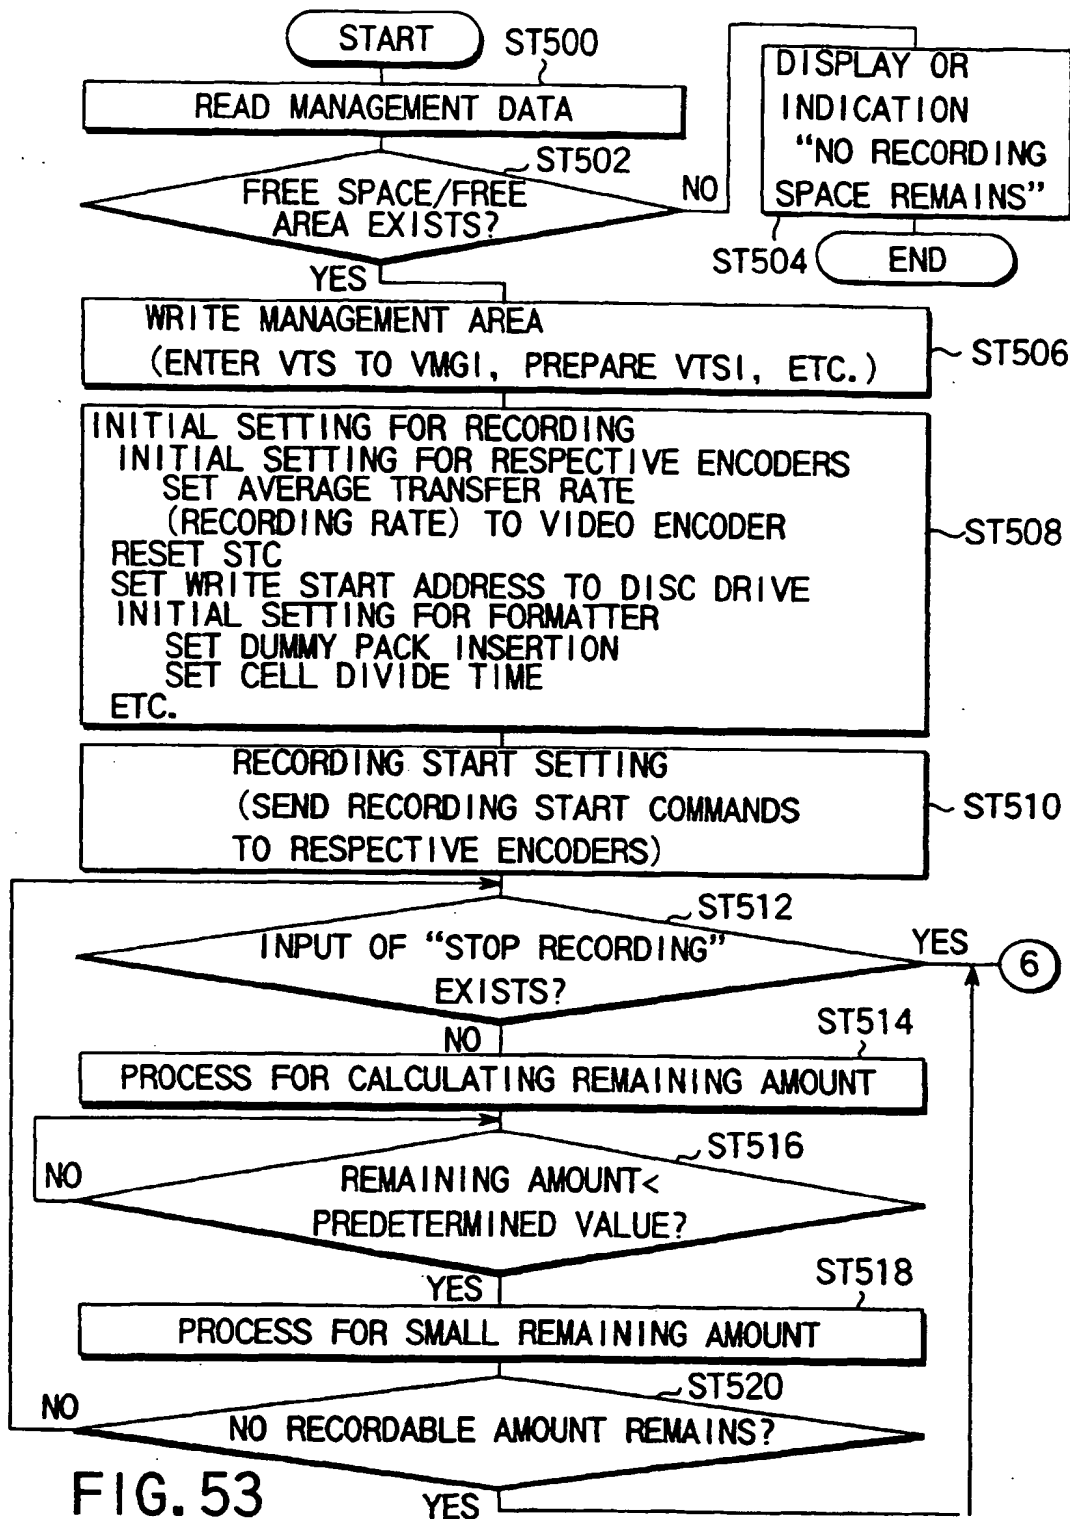 START
ST500
READ MANAGEMENT DATA
ST502
FREE SPACE/FREE
AREA EXISTS?
NO
YES
DISPLAY OR
INDICATION
“NO RECORDING
SPACE REMAINS”
ST504
END
WRITE MANAGEMENT AREA
(ENTER VTS TO VMGI, PREPARE VTSI, ETC.)
ST506
INITIAL SETTING FOR RECORDING
INITIAL SETTING FOR RESPECTIVE ENCODERS
SET AVERAGE TRANSFER RATE
(RECORDING RATE) TO VIDEO ENCODER
RESET STC
SET WRITE START ADDRESS TO DISC DRIVE
INITIAL SETTING FOR FORMATTER
SET DUMMY PACK INSERTION
SET CELL DIVIDE TIME
ETC.
ST508
RECORDING START SETTING
(SEND RECORDING START COMMANDS
TO RESPECTIVE ENCODERS)
ST510
ST512
INPUT OF “STOP RECORDING”
EXISTS?
YES
6
NO
ST514
PROCESS FOR CALCULATING REMAINING AMOUNT
ST516
NO
REMAINING AMOUNT<
PREDETERMINED VALUE?
YES
ST518
PROCESS FOR SMALL REMAINING AMOUNT
ST520
NO
NO RECORDABLE AMOUNT REMAINS?
YES
FIG. 53